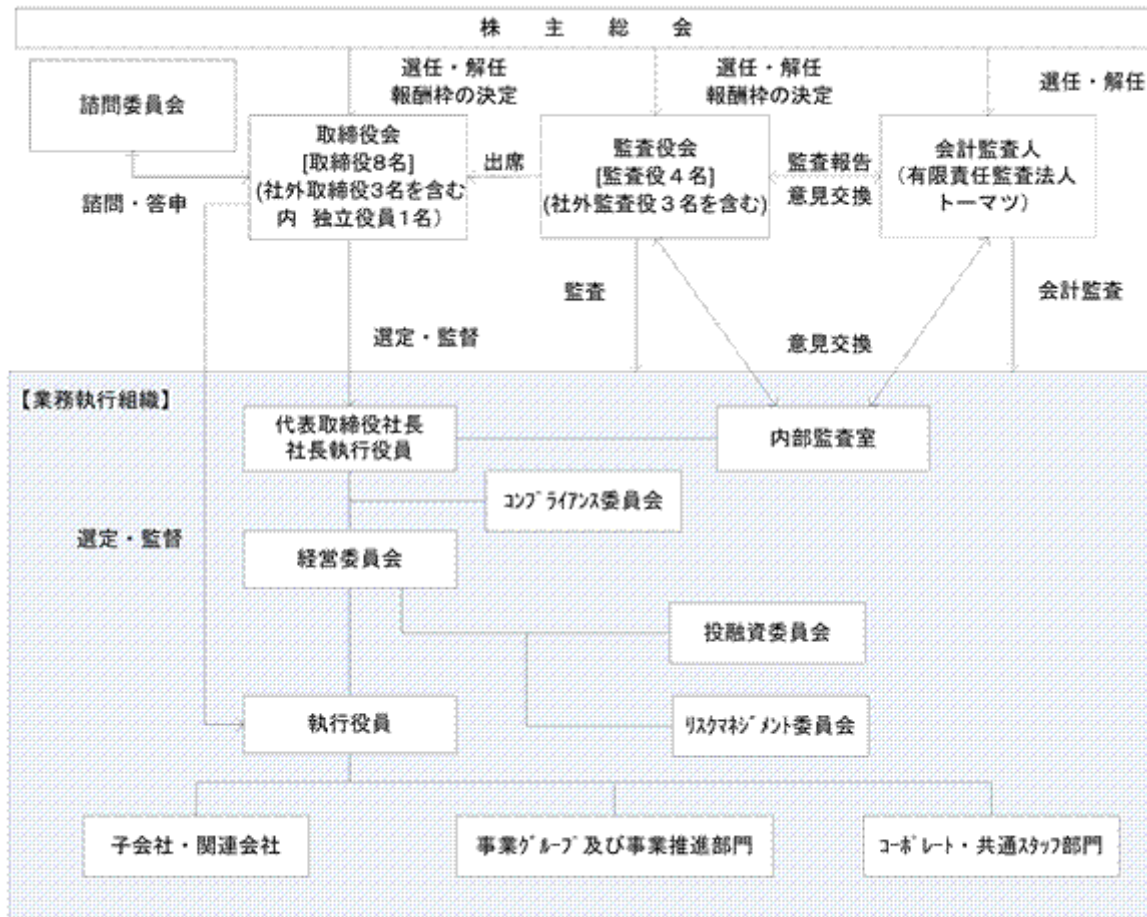 株主総会
選任・解任
報酬枠の決定
選任・解任
報酬枠の決定
選任・解任
諮問委員会
諮問・答申
取締役会
[取締役8名]
(社外取締役3名を含む
内 独立役員1名)
出席
監査役会
[監査役4名]
(社外監査役3名を含む)
監査報告
意見交換
会計監査人
(有限責任監査法人
トーマツ)
監査
会計監査
選定・監督
意見交換
【業務執行組織】
代表取締役社長
社長執行役員
内部監査室
コンプライアンス委員会
選定・監督
経営委員会
投融資委員会
執行役員
リスクマネジメント委員会
子会社・関連会社
事業グループ及び事業推進部門
コーポレート・共通スタッフ部門